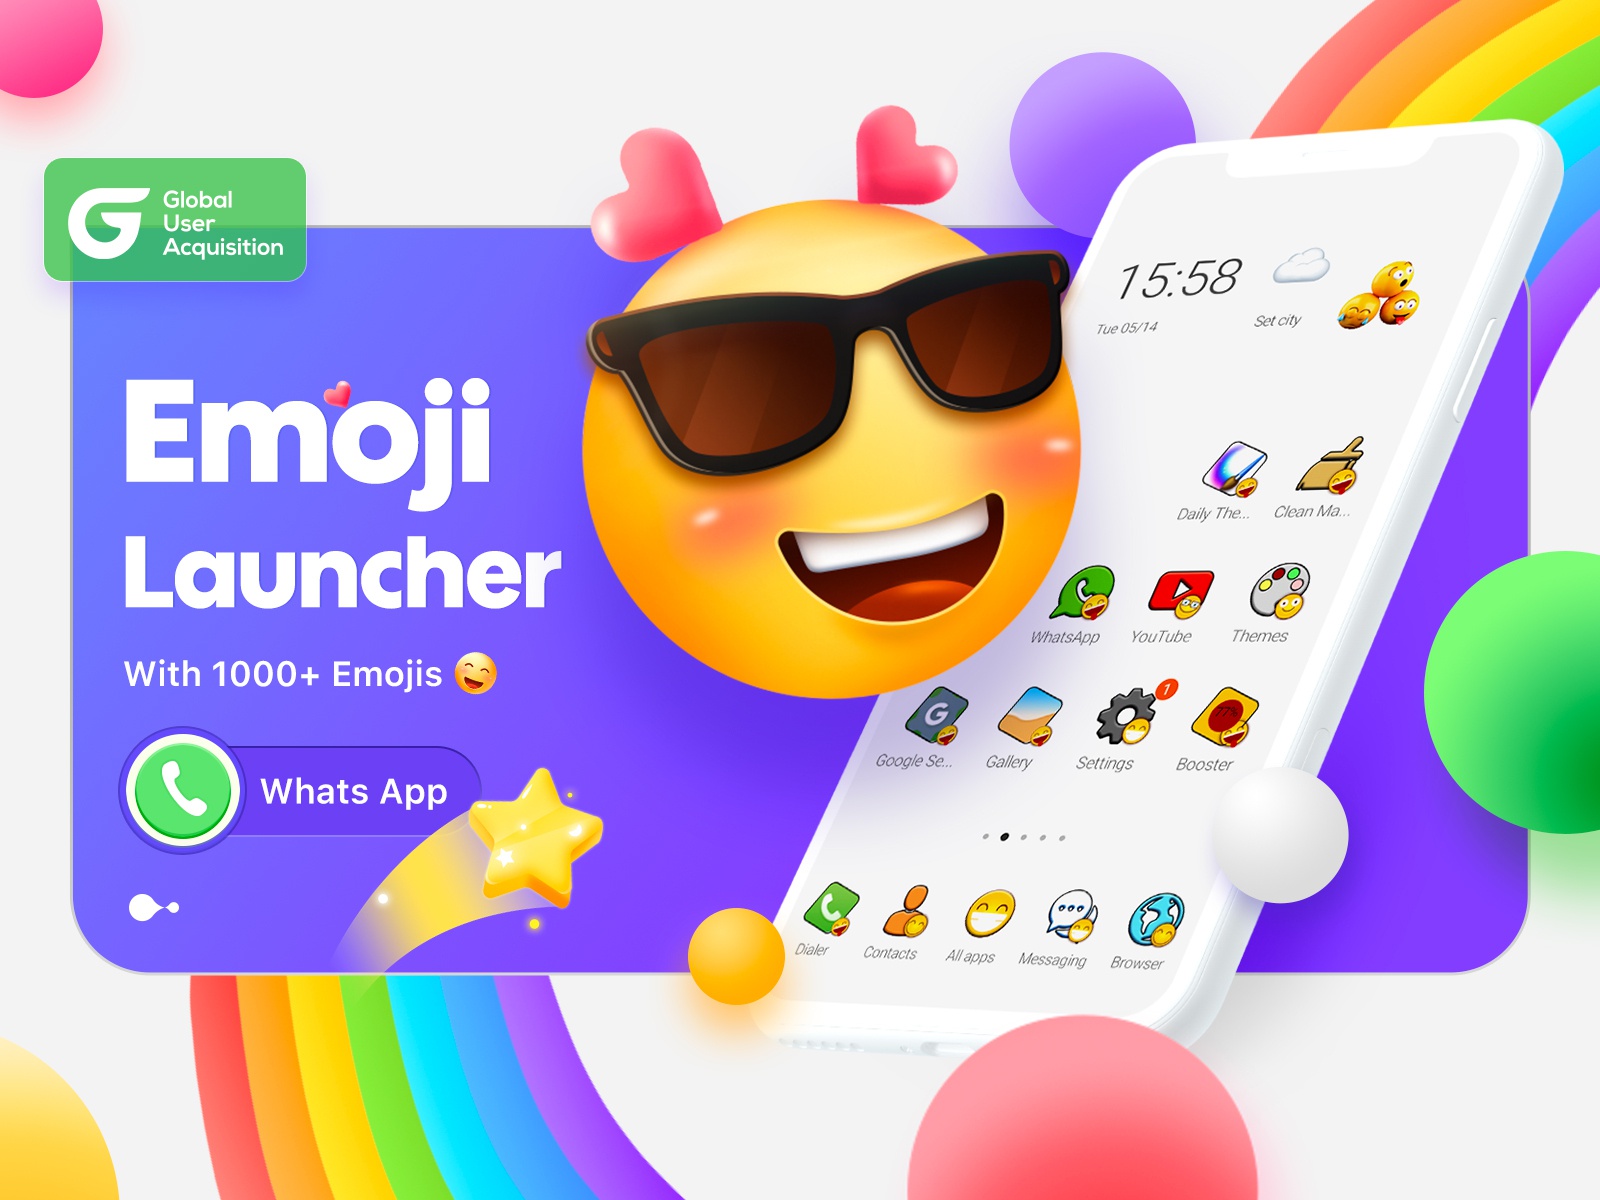 Global
User
Acquisition
Emoji
Launcher
With 1000+ Emojis
Whats App
15:58
Tue 05/14
Set city
Daily The...
Clean Ma...
WhatsApp
YouTube
Themes
G
Google Se...
Gallery
1
Settings
Booster
Dialer
Contacts
All apps
Messaging
Browser